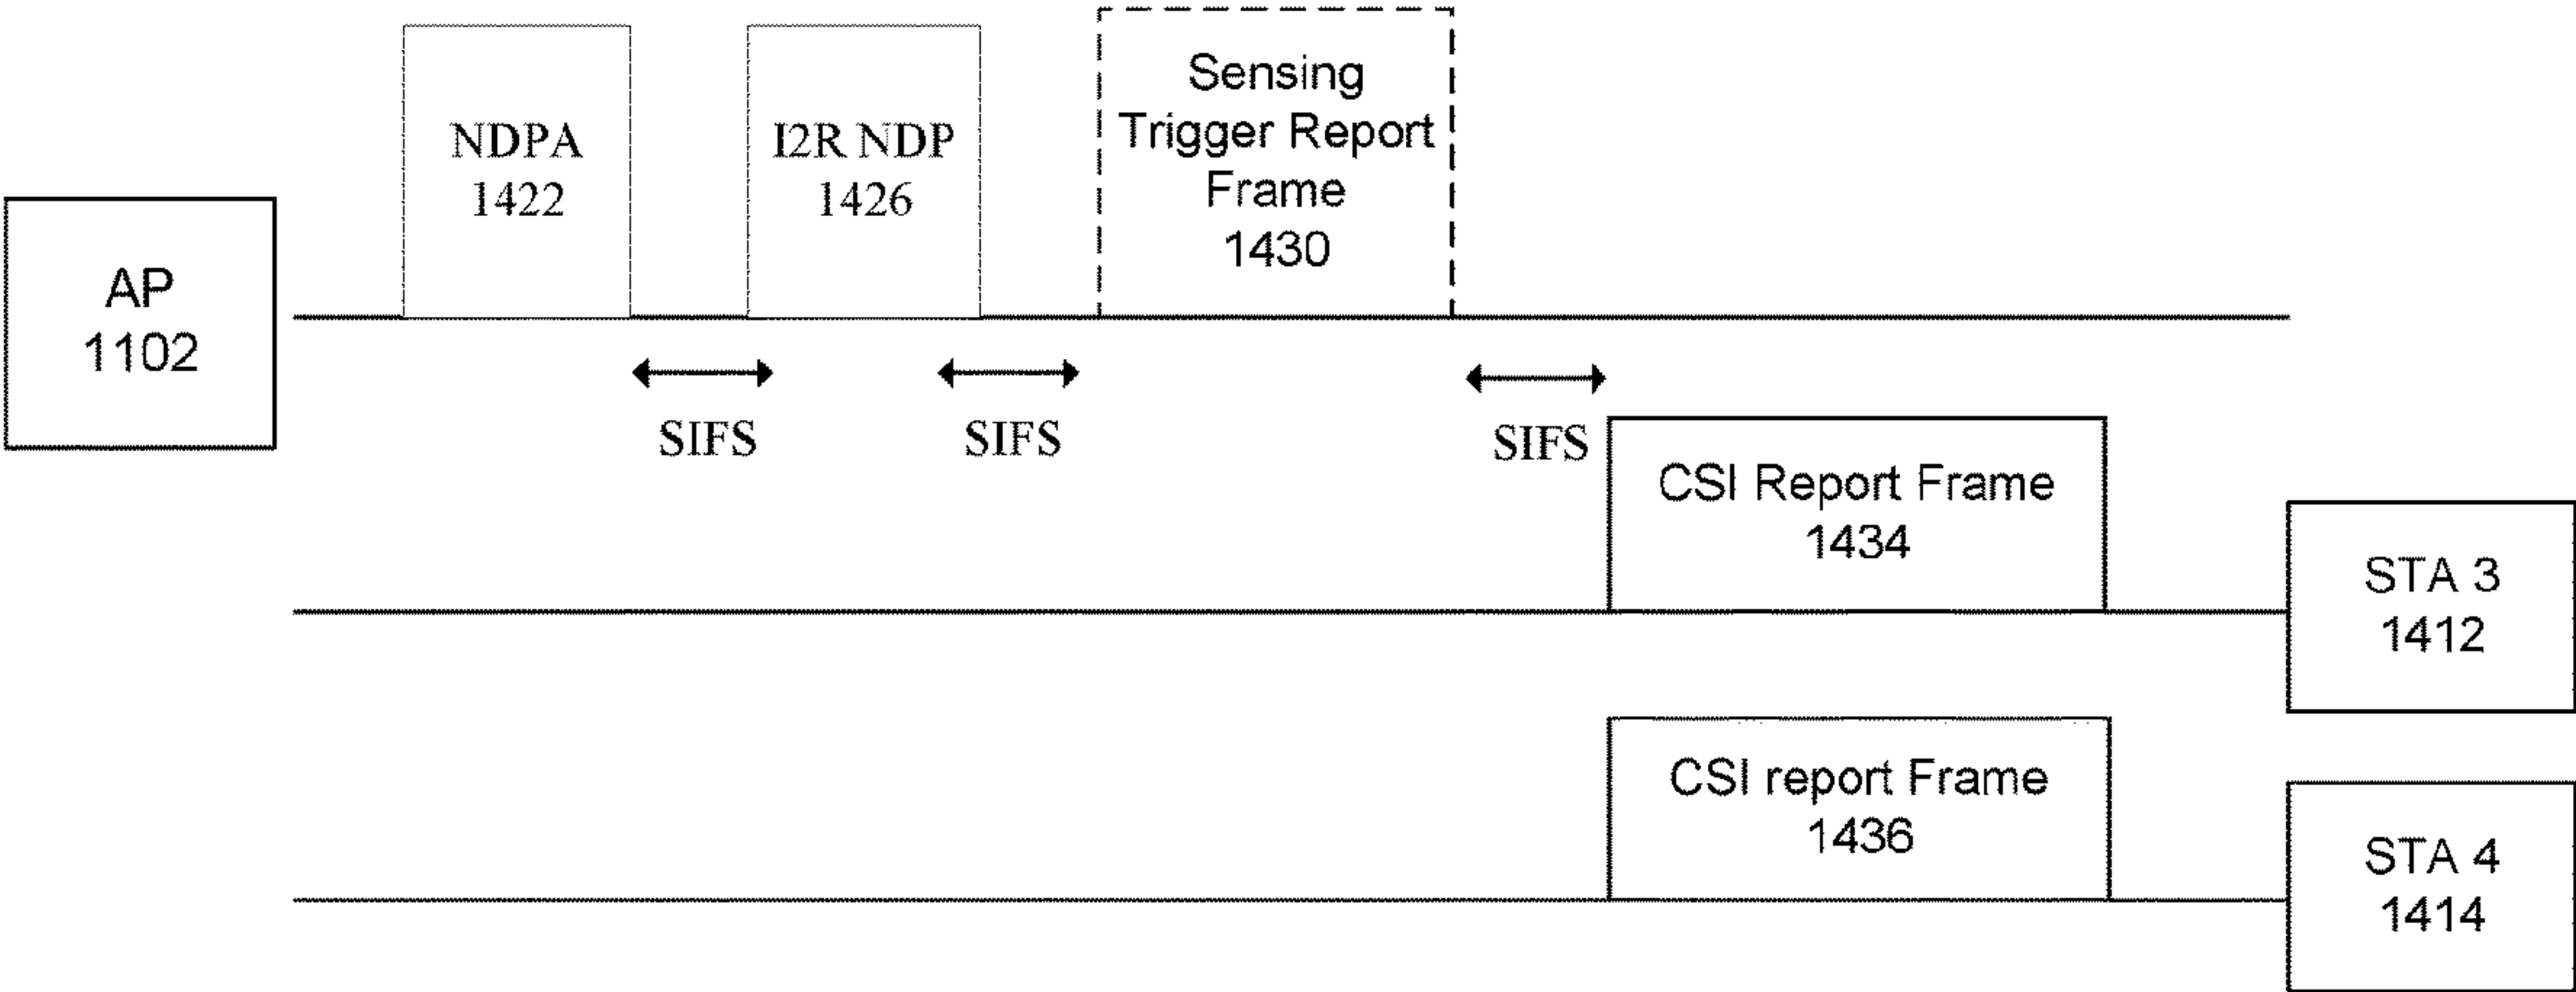 NDPA
1422
I2R NDP
1426
Sensing
Trigger Report
Frame
1430
AP
1102
SIFS
SIFS
SIFS
CSI Report Frame
1434
STA 3
1412
CSI report Frame
1436
STA 4
1414